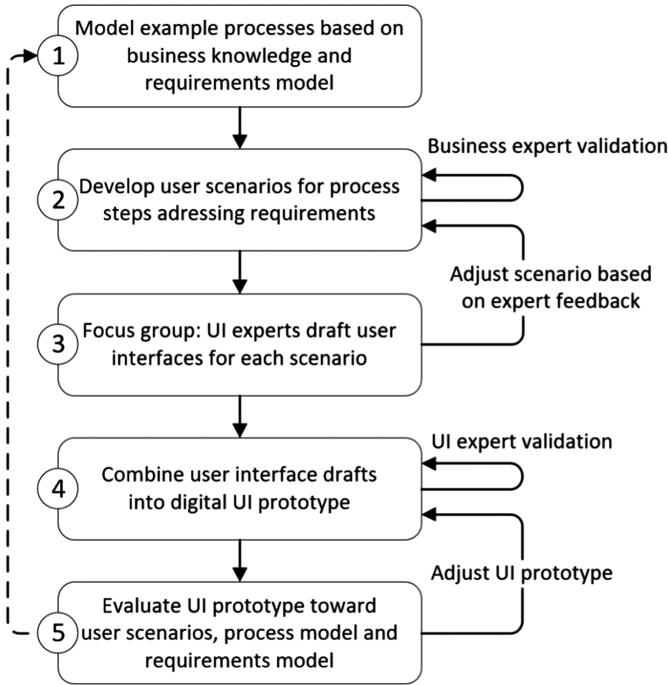 1
Model example processes based on
business knowledge and
requirements model
Business expert validation
2
Develop user scenarios for process
steps adressing requirements
Adjust scenario based
on expert feedback
3
Focus group: UI experts draft user
interfaces for each scenario
UI expert validation
4
Combine user interface drafts
into digital UI prototype
Adjust UI prototype
5
Evaluate UI prototype toward
user scenarios, process model and
requirements model